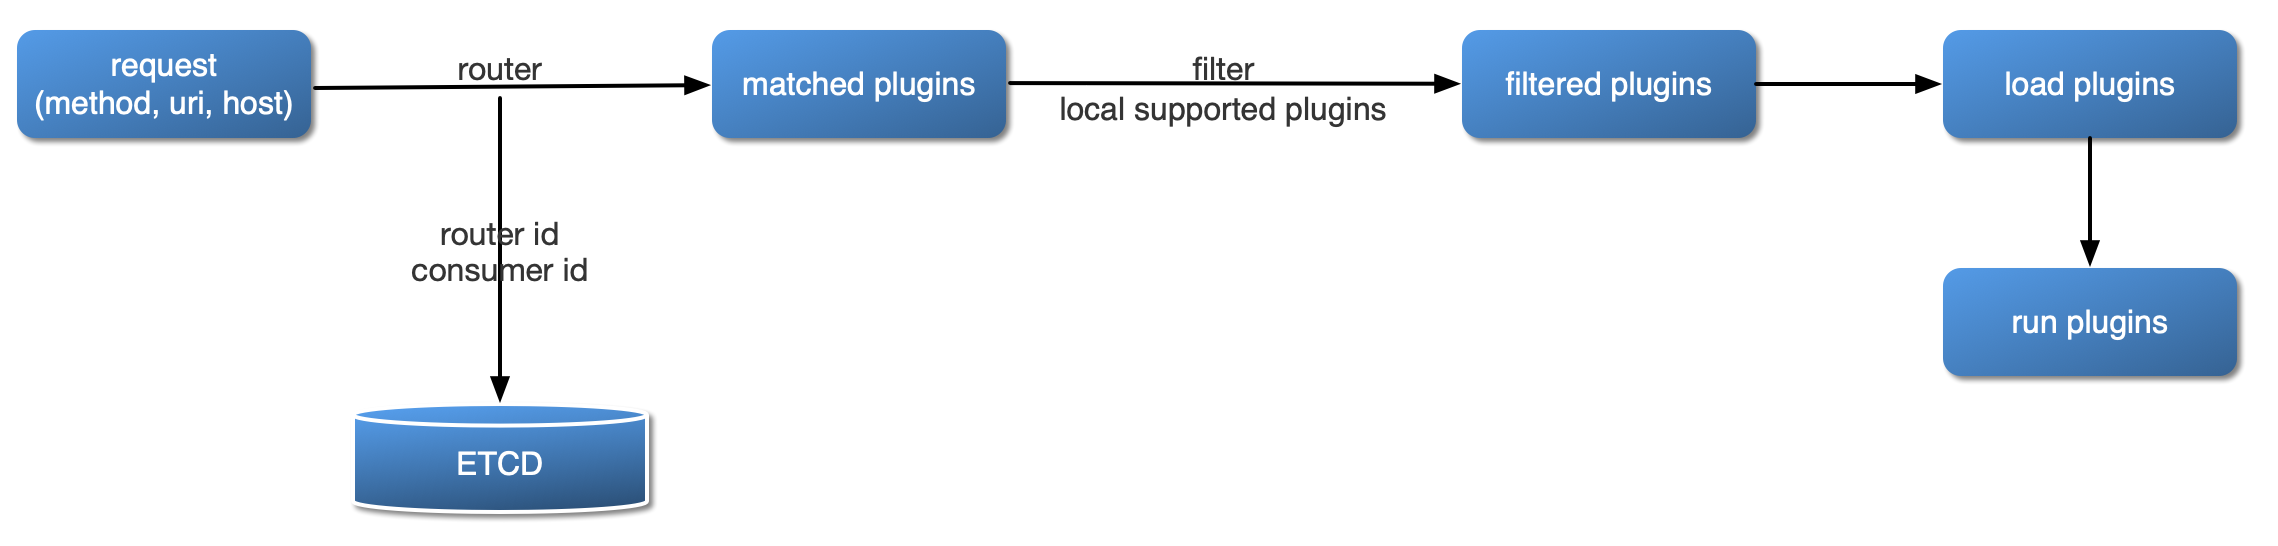 request
(method, uri, host)
router
matched plugins
filter
local supported plugins
filtered plugins
load plugins
router id
consumer id
run plugins
ETCD